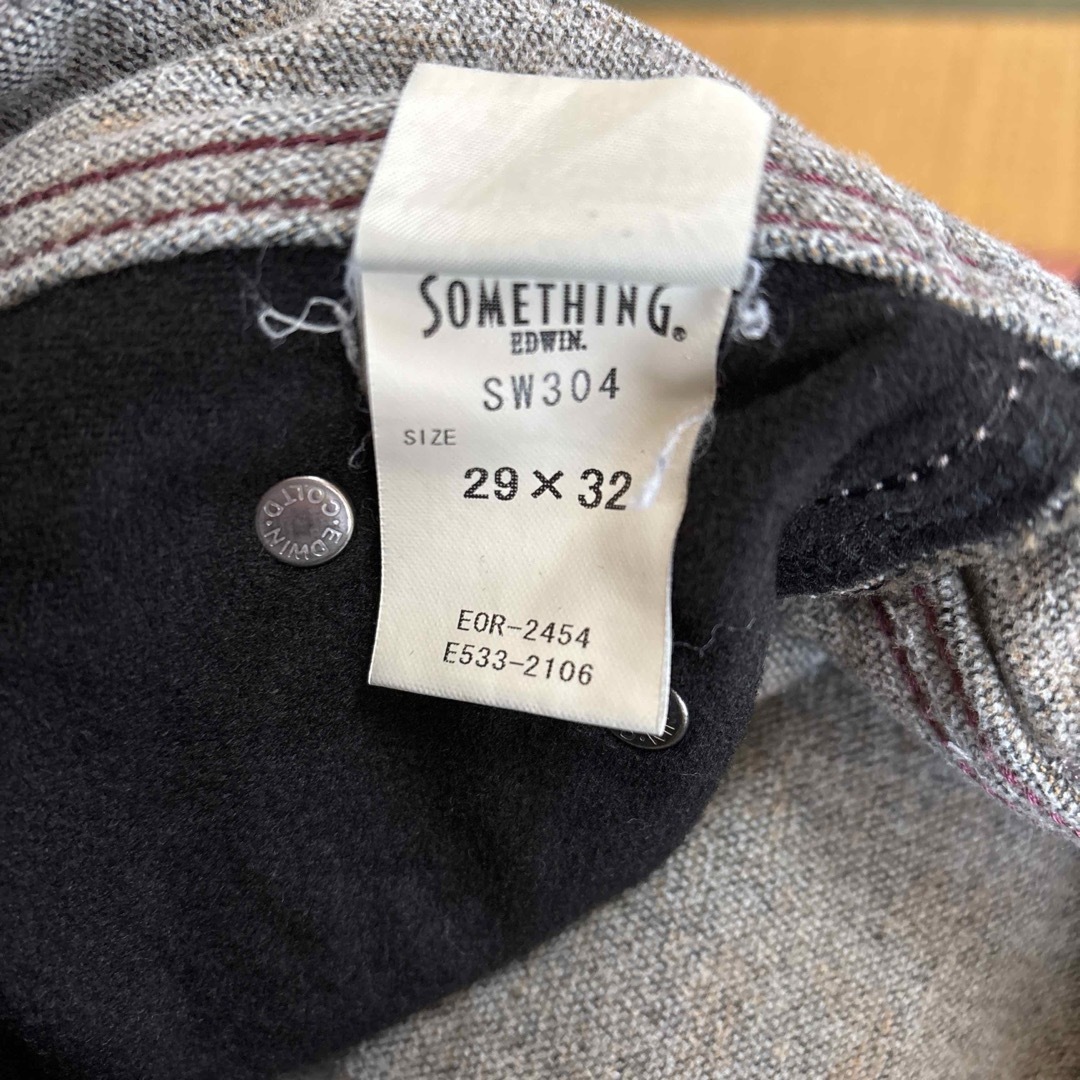 SOMETHING®
EDWIN.
SW304
SIZE
29×32
EOR-2454
E533-2106
EDWIN·CO.LTD·